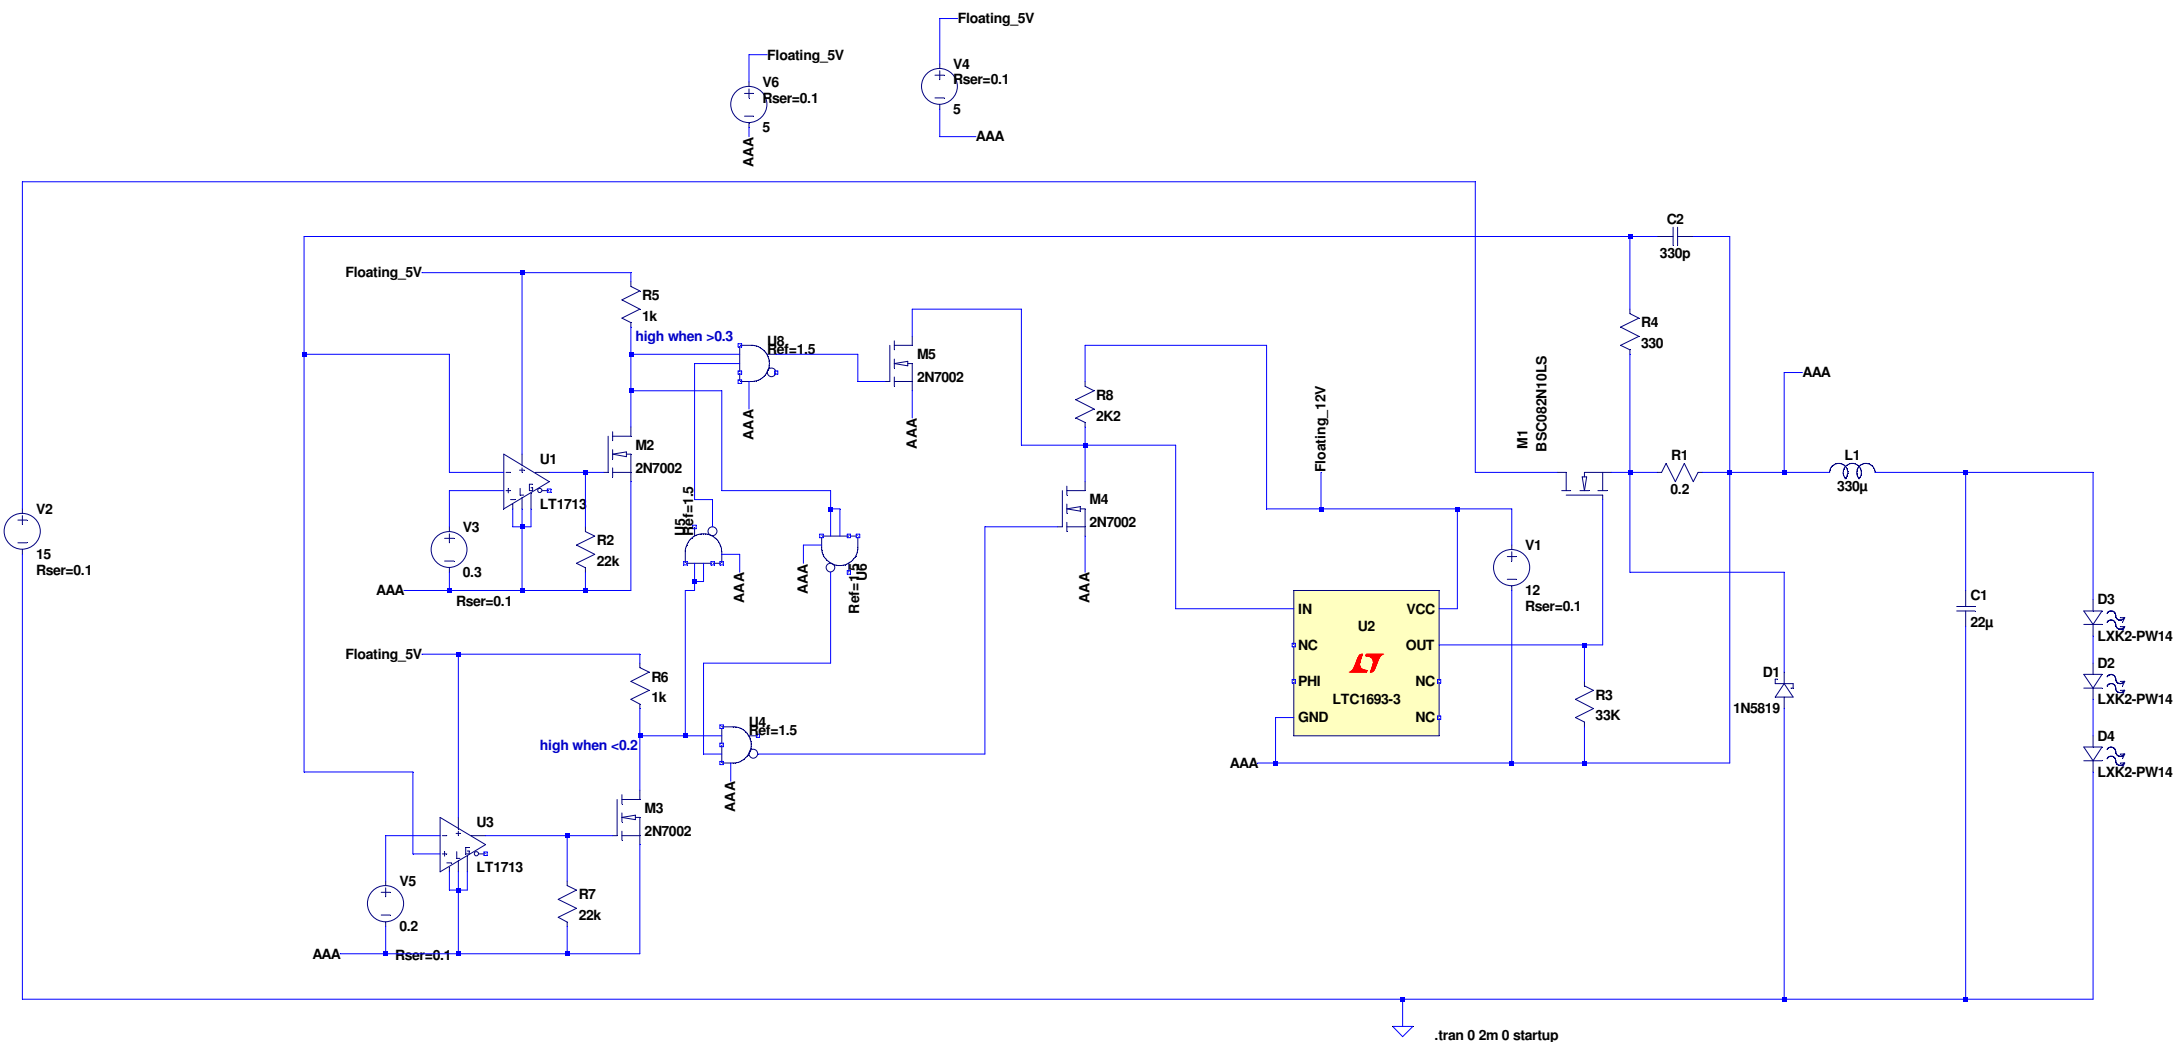 Floating_5V
V4
Rser=0.1
5
AAA
Floating_5V
V6
Rser=0.1
5
AAA
C2
330p
Floating_5V
R5
1k
high when >0.3
U8
Ref=1.5
M5
2N7002
AAA
AAA
R8
2K2
Floating_12V
M1
BSC082N10LS
R4
330
AAA
R1
0.2
L1
330µ
M2
2N7002
U1
LT1713
V3
0.3
R2
22k
AAA
Rser=0.1
U5
Ref=1.5
AAA
AAA
U6
Ref=1.5
M4
2N7002
AAA
V2
15
Rser=0.1
V1
12
Rser=0.1
IN
VCC
U2
NC
OUT
PHI
NC
LTC1693-3
GND
NC
R3
33K
AAA
D1
1N5819
C1
22µ
D3
LXK2-PW14
D2
LXK2-PW14
D4
LXK2-PW14
Floating_5V
R6
1k
high when <0.2
U4
Ref=1.5
AAA
M3
2N7002
U3
LT1713
V5
0.2
R7
22k
AAA
Rser=0.1
.tran 0 2m 0 startup